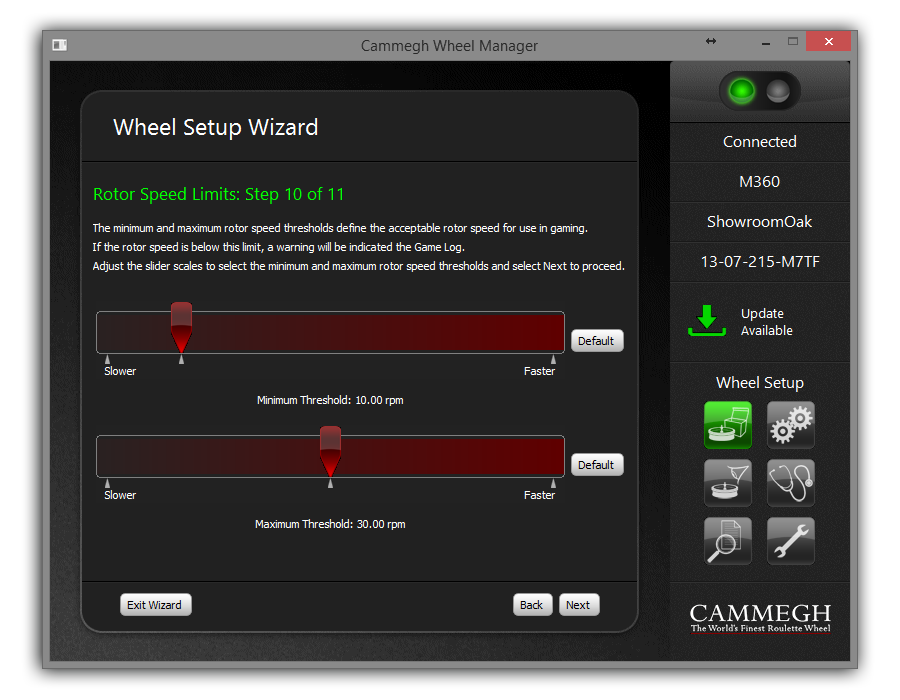 Cammegh Wheel Manager
Wheel Setup Wizard
Rotor Speed Limits: Step 10 of 11
The minimum and maximum rotor speed thresholds define the acceptable rotor speed for use in gaming.
If the rotor speed is below this limit, a warning will be indicated the Game Log.
Adjust the slider scales to select the minimum and maximum rotor speed thresholds and select Next to proceed.
Default
Slower
Faster
Minimum Threshold: 10.00 rpm
Default
Slower
Faster
Maximum Threshold: 30.00 rpm
Exit Wizard
Back
Next
Connected
M360
ShowroomOak
13-07-215-M7TF
Update
Available
Wheel Setup
CAMMEGH
The World's Finest Roulette Wheel